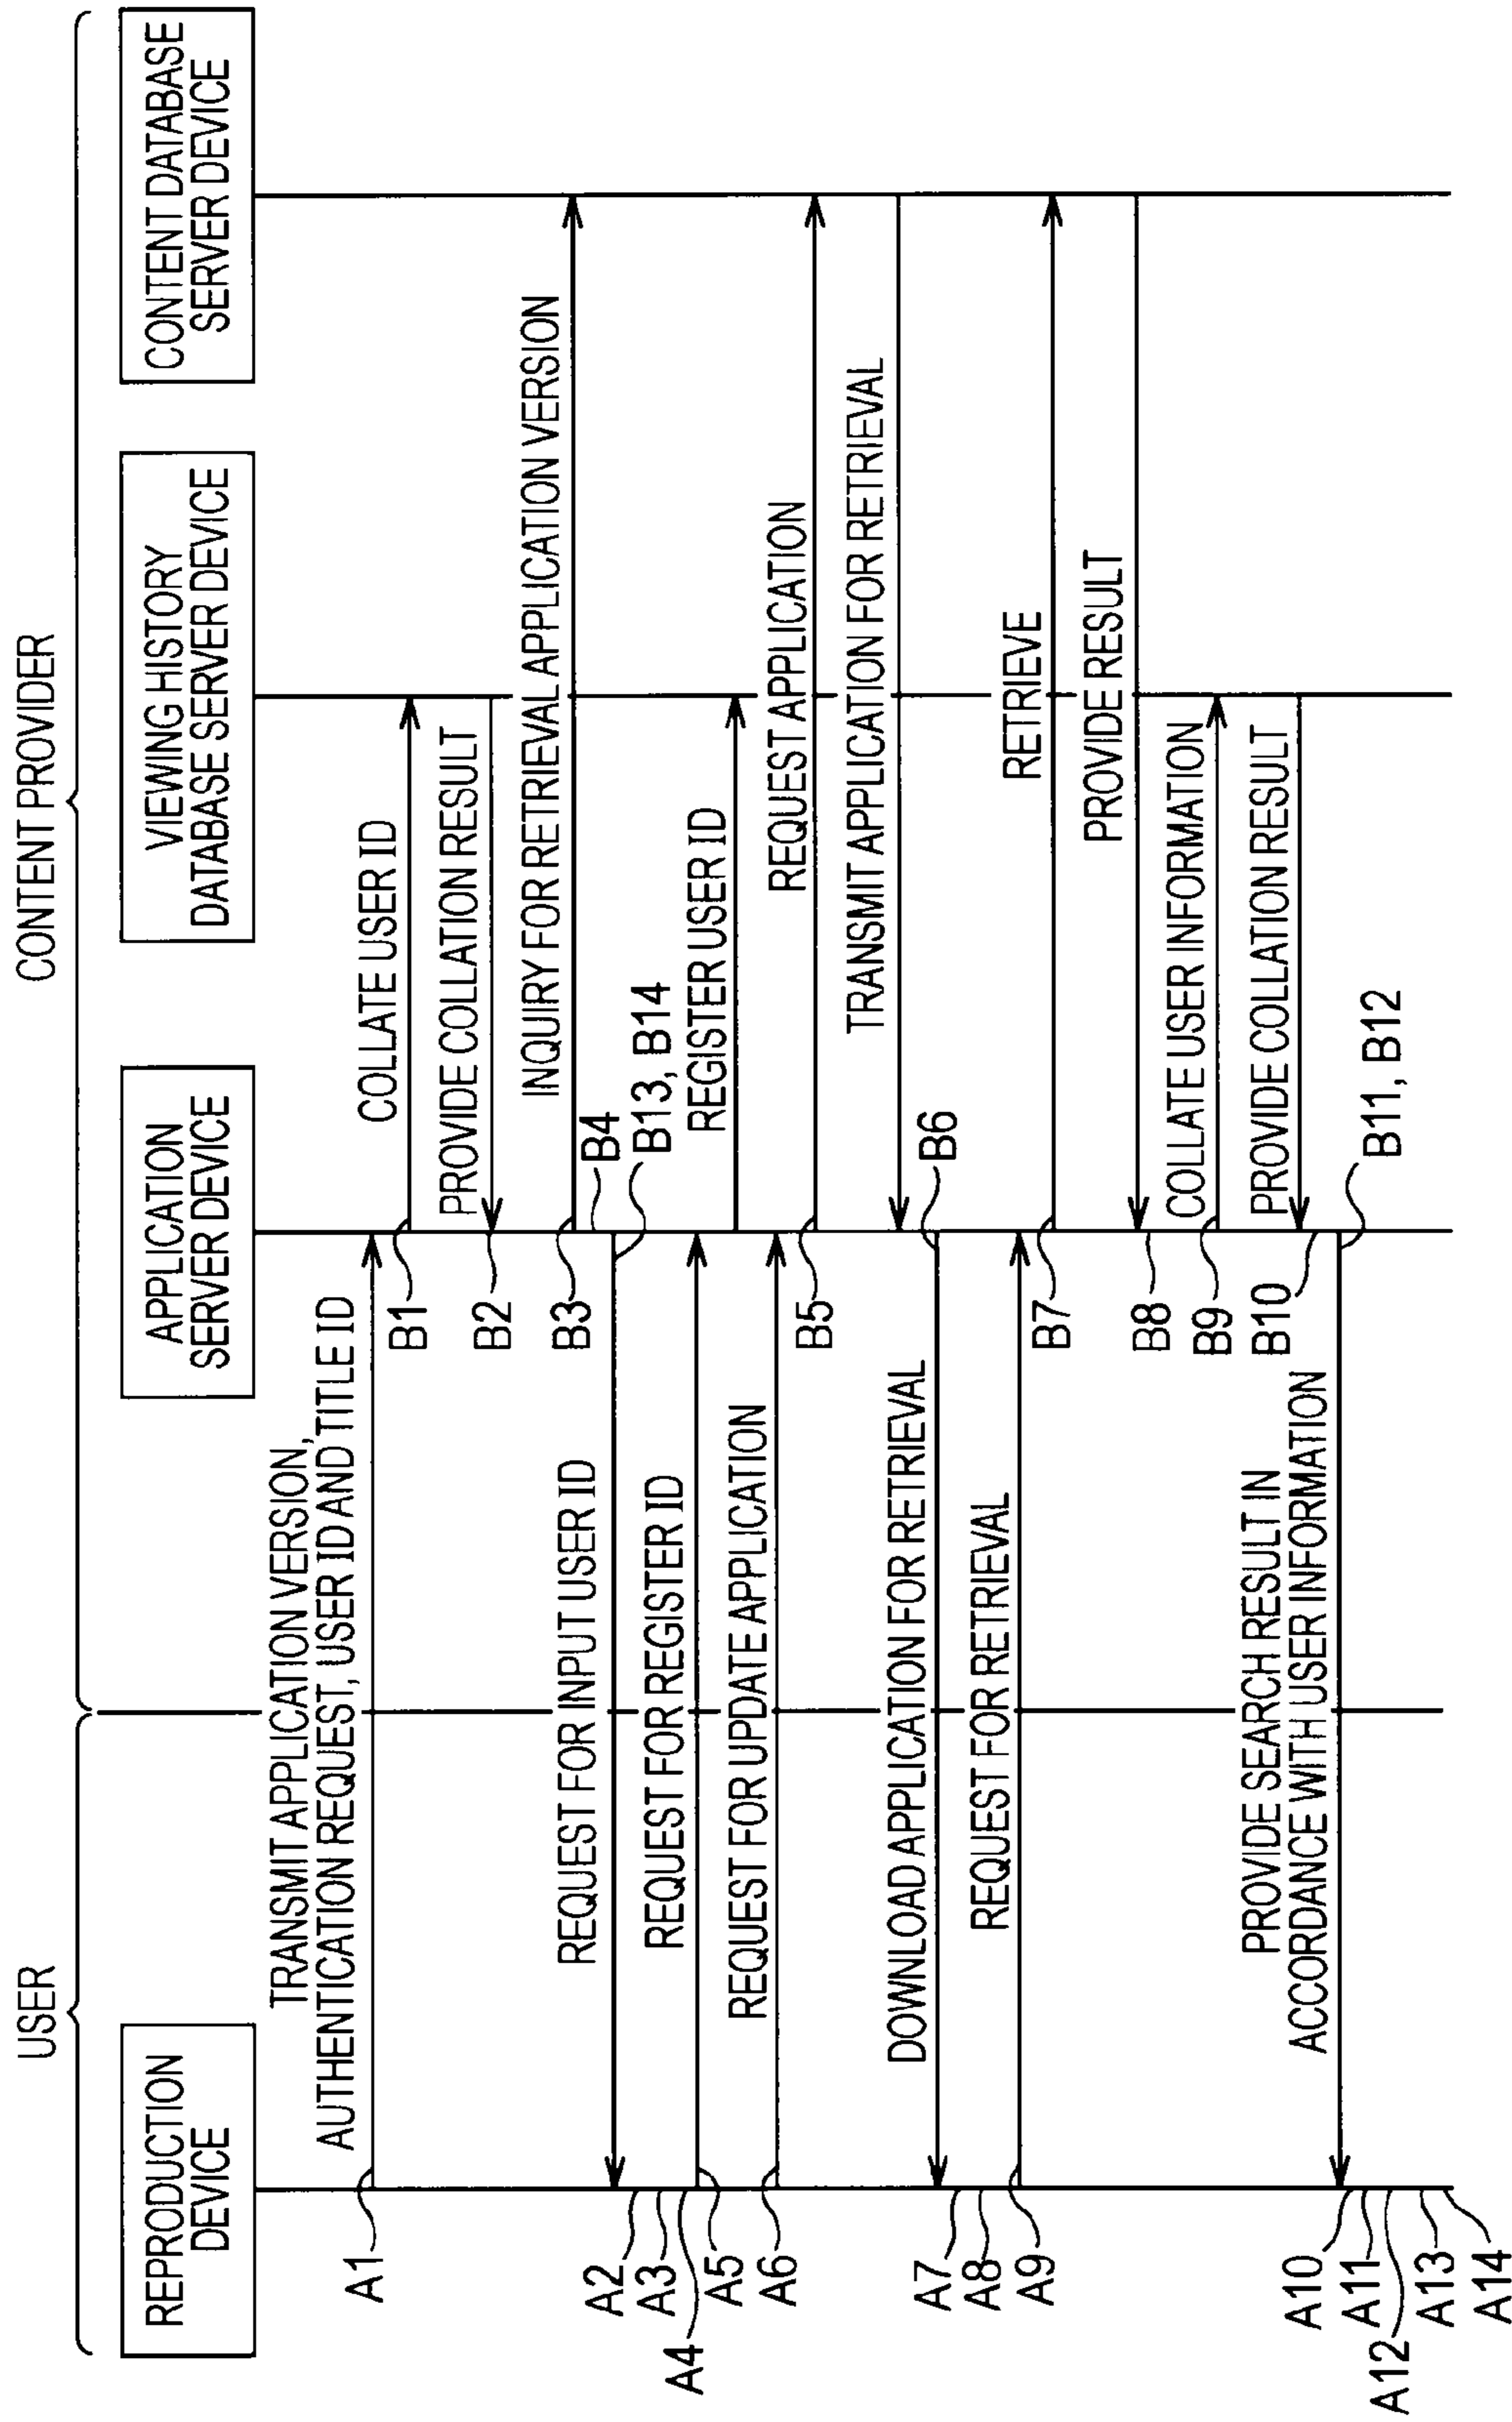 USER
CONTENT PROVIDER
REPRODUCTION
DEVICE
APPLICATION
SERVER DEVICE
VIEWING HISTORY
DATABASE SERVER DEVICE
CONTENT DATABASE
SERVER DEVICE
TRANSMIT APPLICATION VERSION,
AUTHENTICATION REQUEST, USER ID AND TITLE ID
A1
COLLATE USER ID
B1
PROVIDE COLLATION RESULT
B2
INQUIRY FOR RETRIEVAL APPLICATION VERSION
B3
B4
REQUEST FOR INPUT USER ID
B13, B14
A2
A3
A4
REQUEST FOR REGISTER ID
A5
REGISTER USER ID
REQUEST FOR UPDATE APPLICATION
A6
REQUEST APPLICATION
B5
TRANSMIT APPLICATION FOR RETRIEVAL
B6
DOWNLOAD APPLICATION FOR RETRIEVAL
A7
A8
REQUEST FOR RETRIEVAL
A9
RETRIEVE
B7
PROVIDE RESULT
B8
COLLATE USER INFORMATION
B9
PROVIDE COLLATION RESULT
B10
PROVIDE SEARCH RESULT IN
ACCORDANCE WITH USER INFORMATION
B11, B12
A10
A11
A12
A13
A14